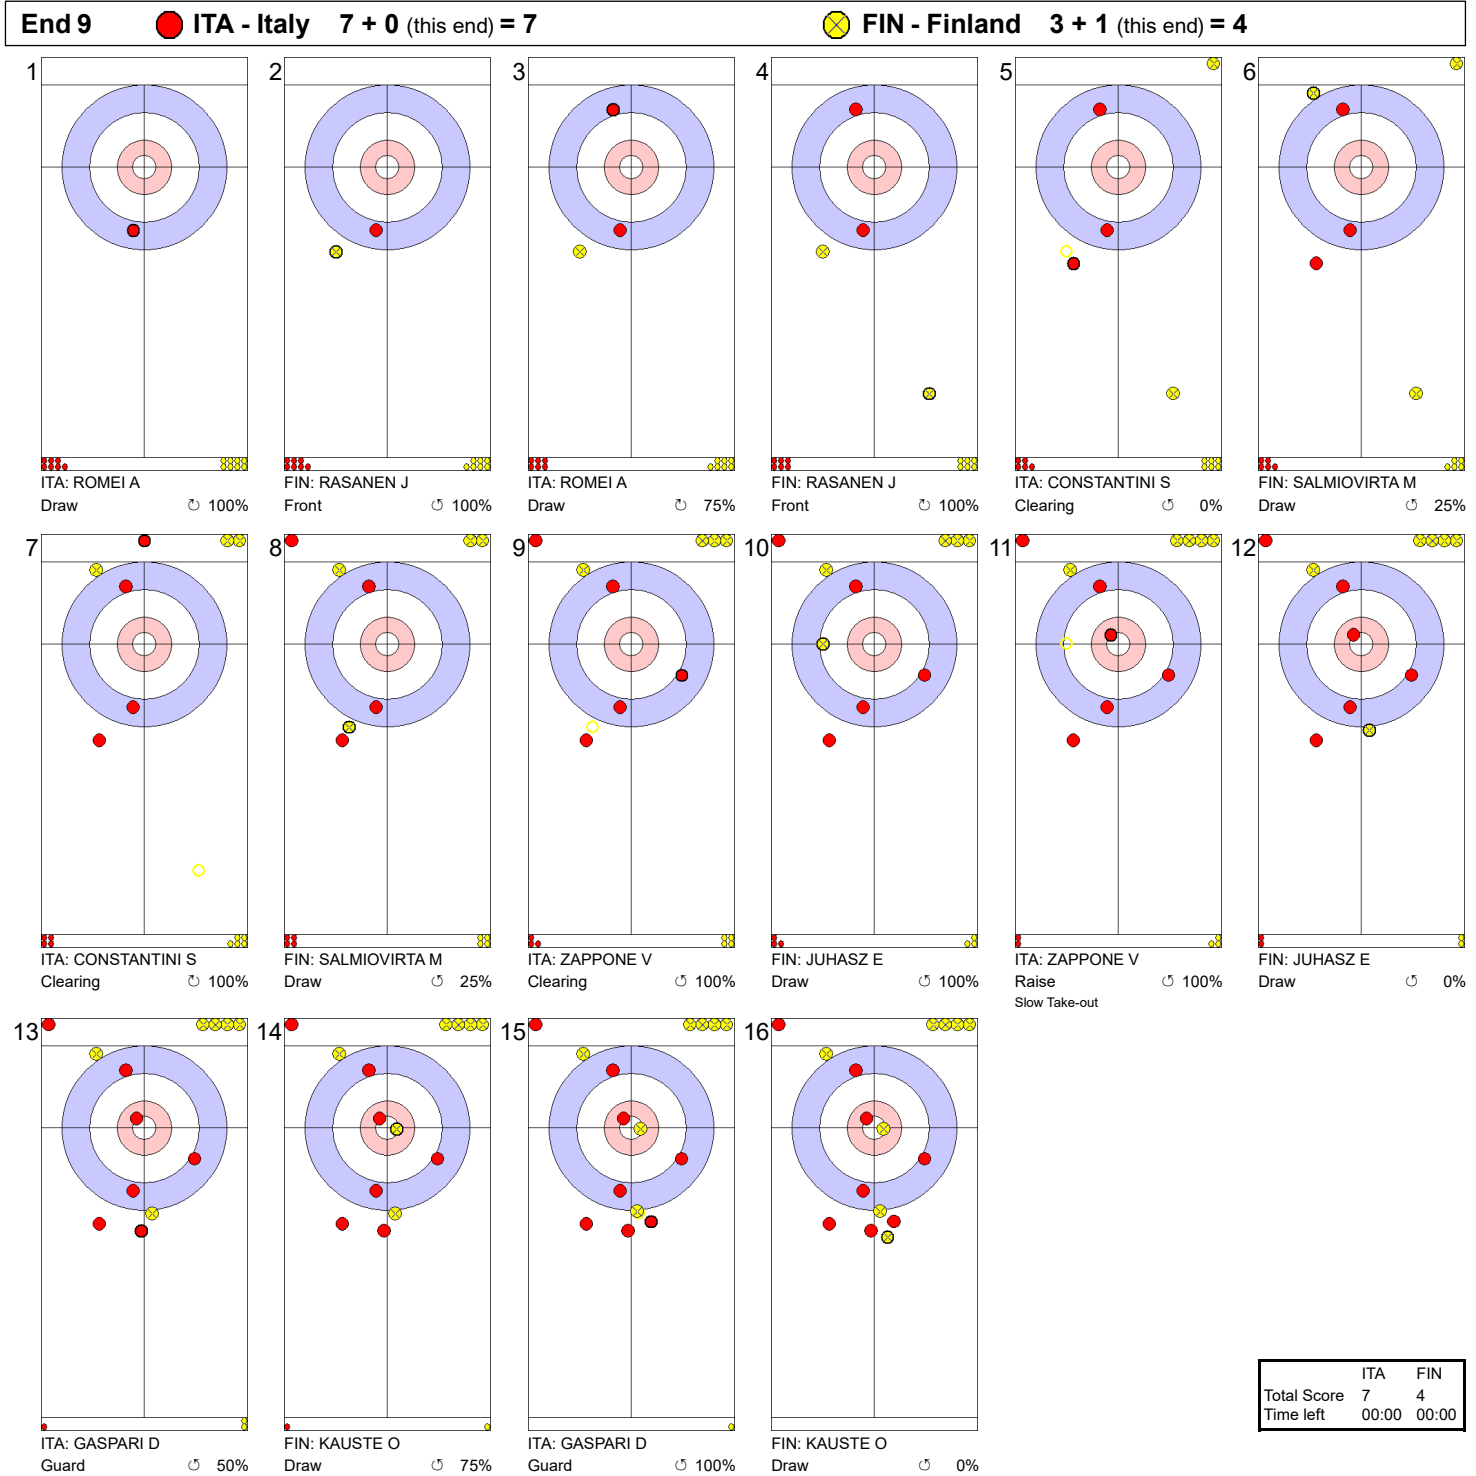 End 9 ITA - Italy 7 + 0 (this end) = 7 FIN - Finland 3 + 1 (this end) = 4
1 2 3 4 5 6
ITA: ROMEI A FIN: RASANEN J ITA: ROMEI A FIN: RASANEN J ITA: CONSTANTINI S FIN: SALMIOVIRTA M
Draw ↻ 100% Front ↺ 100% Draw ↻ 75% Front ↺ 100% Clearing ↺ 0% Draw ↺ 25%
7 8 9 10 11 12
ITA: CONSTANTINI S FIN: SALMIOVIRTA M ITA: ZAPPONE V FIN: JUHASZ E ITA: ZAPPONE V FIN: JUHASZ E
Clearing ↻ 100% Draw ↺ 25% Clearing ↺ 100% Draw ↺ 100% Raise ↻ 100% Draw ↺ 0%
Slow Take-out
13 14 15 16
ITA FIN
Total Score 7 4
Time left 00:00 00:00
ITA: GASPARI D FIN: KAUSTE O ITA: GASPARI D FIN: KAUSTE O
Guard ↺ 50% Draw ↺ 75% Guard ↺ 100% Draw ↺ 0%